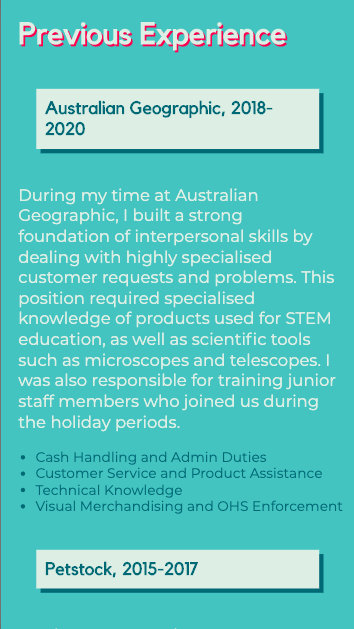 Previous Experience
Australian Geographic, 2018-
2020
During my time at Australian
Geographic, I built a strong
foundation of interpersonal skills by
dealing with highly specialised
customer requests and problems. This
position required specialised
knowledge of products used for STEM
education, as well as scientific tools
such as microscopes and telescopes. I
was also responsible for training junior
staff members who joined us during
the holiday periods.
• Cash Handling and Admin Duties
• Customer Service and Product Assistance
• Technical Knowledge
• Visual Merchandising and OHS Enforcement
Petstock, 2015-2017